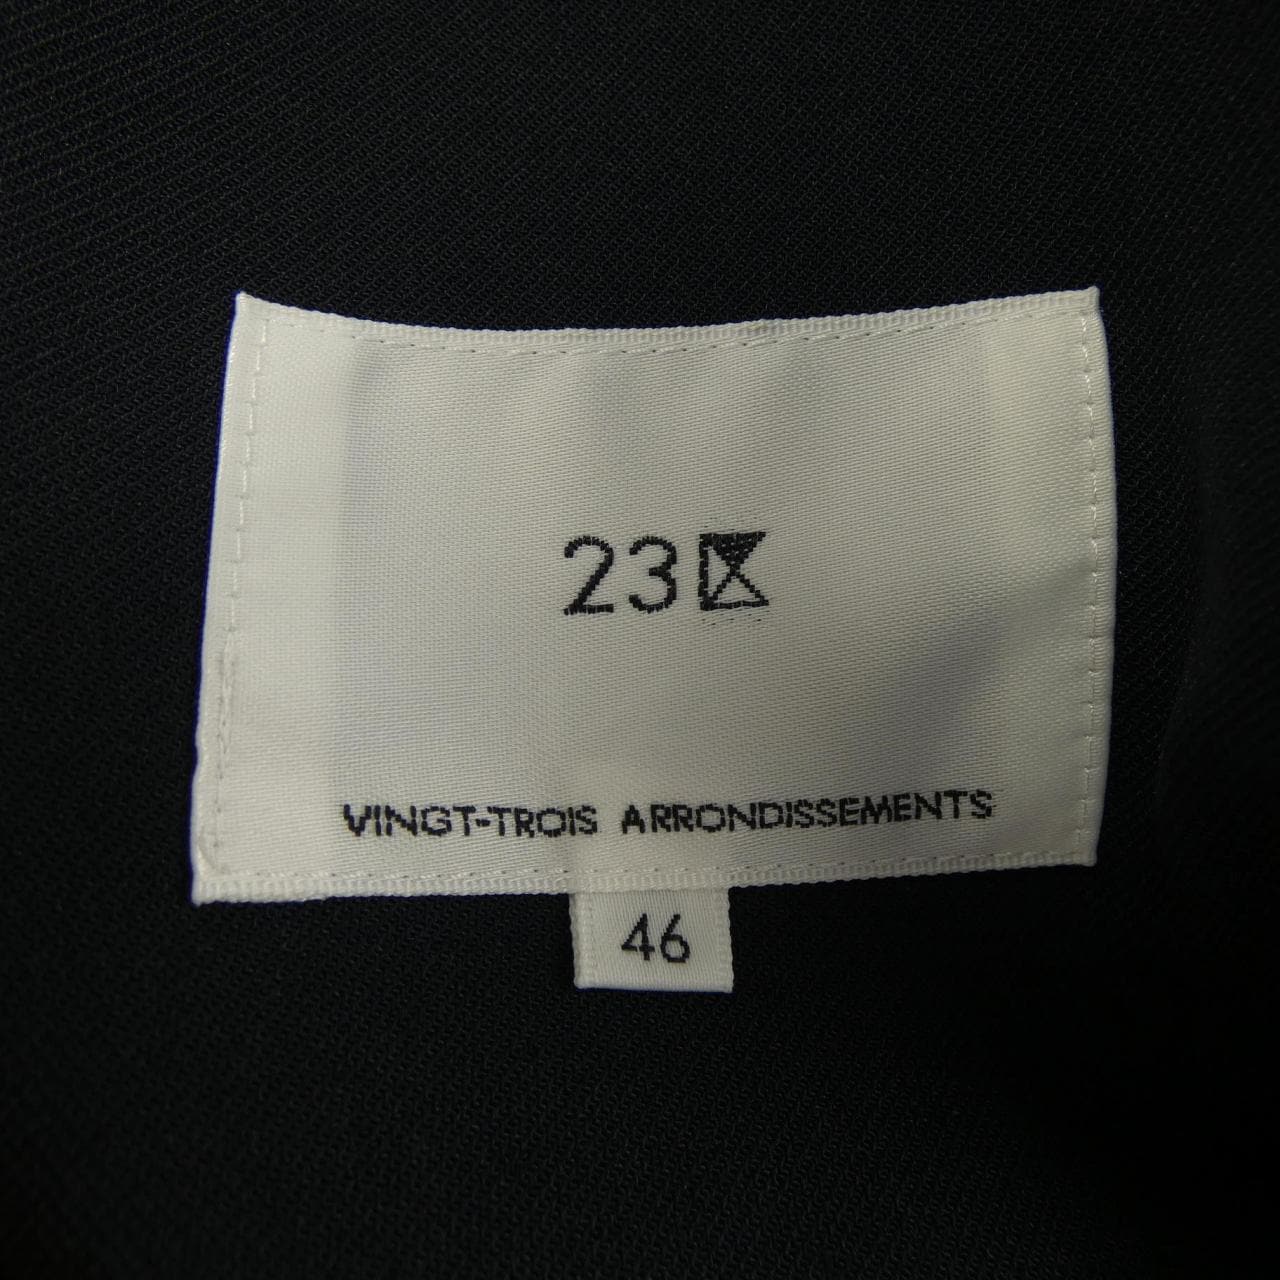 23区
VINGT-TROIS ARRONDISSEMENTS
46